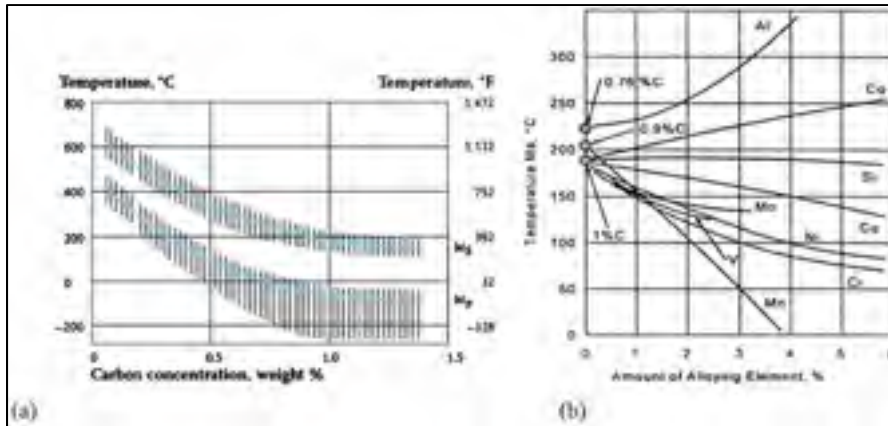 Temperature, °C
Temperature, °F
800
600
400
200
0
-200
1,472
1,112
752
392
32
-328
Ms
MF
0
0.5
1.0
1.5
Carbon concentration, weight %
(a)
Temperature Ms, °C
350
300
250
200
150
100
50
0
Al
0.76%C
0.9%C
1%C
Co
Si
Cu
Mo
Ni
V
Cr
Mn
0
1
2
3
4
5
Amount of Alloying Element, %
(b)